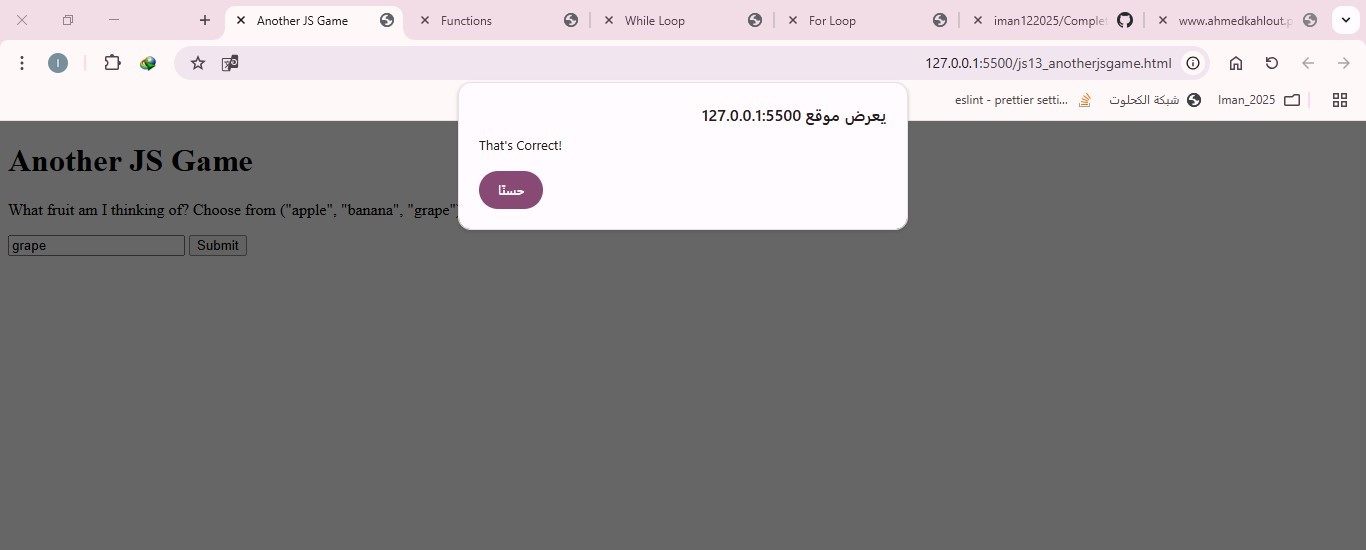 Another JS Game
Functions
While Loop
For Loop
iman122025/Complet
www.ahmedkahlout.p
127.0.0.1:5500/js13_anotherjsgame.html
I
eslint - prettier setti...
شبكة الكحلوت
Iman_2025
يعرض موقع 127.0.0.1:5500
That's Correct!
حسنًا
Another JS Game
What fruit am I thinking of? Choose from ("apple", "banana", "grape")
grape
Submit